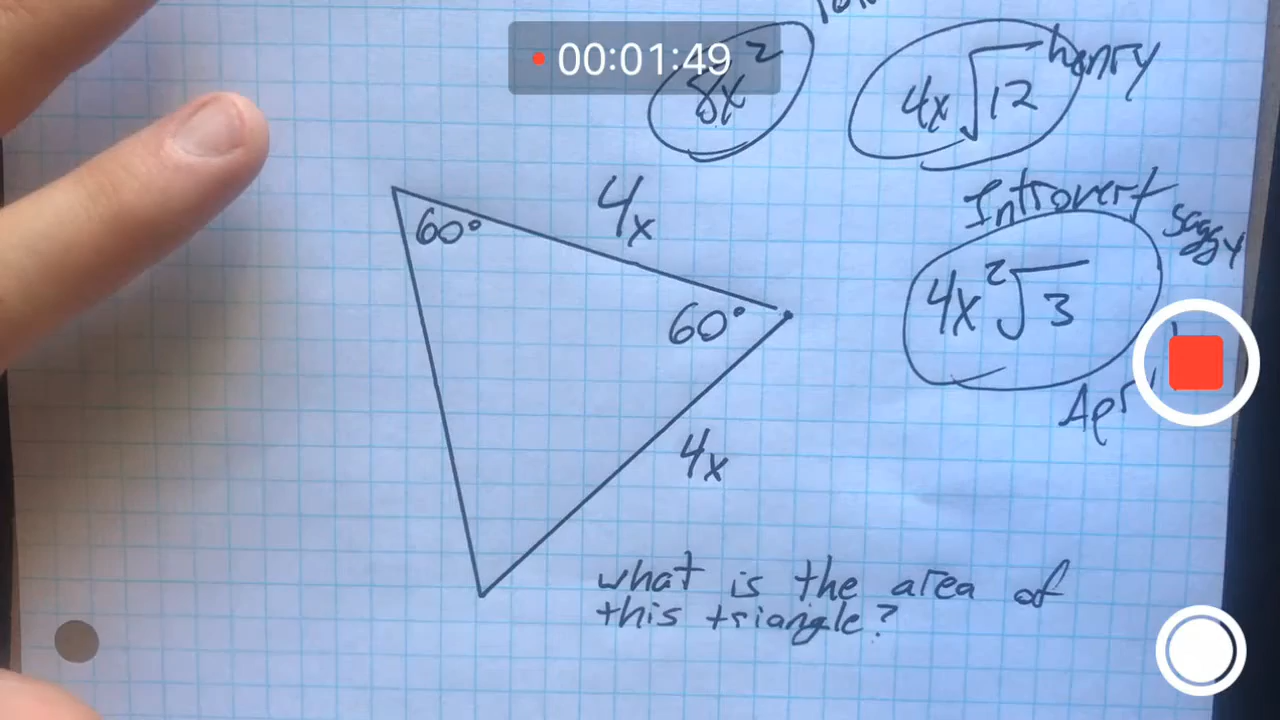 00:01:49
8x²
4x√12
henry
Introvert
Saggy
4x²√3
60°
4x
60°
4x
what is the area of
this triangle?